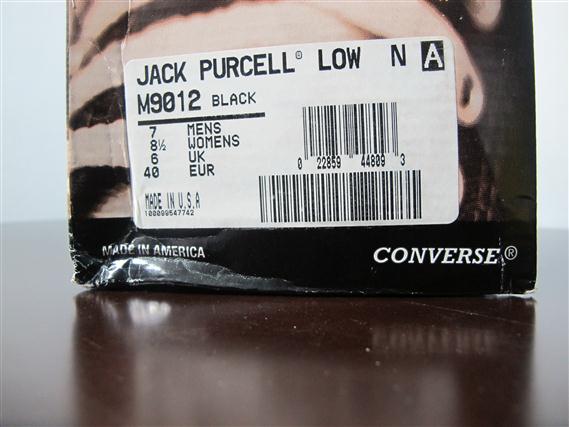 JACK PURCELL® LOW N A
M9012 BLACK
7 MENS
8½ WOMENS
6 UK
40 EUR
0 22859 44809 3
MADE IN U.S.A
100099547742
MADE IN AMERICA
CONVERSE®